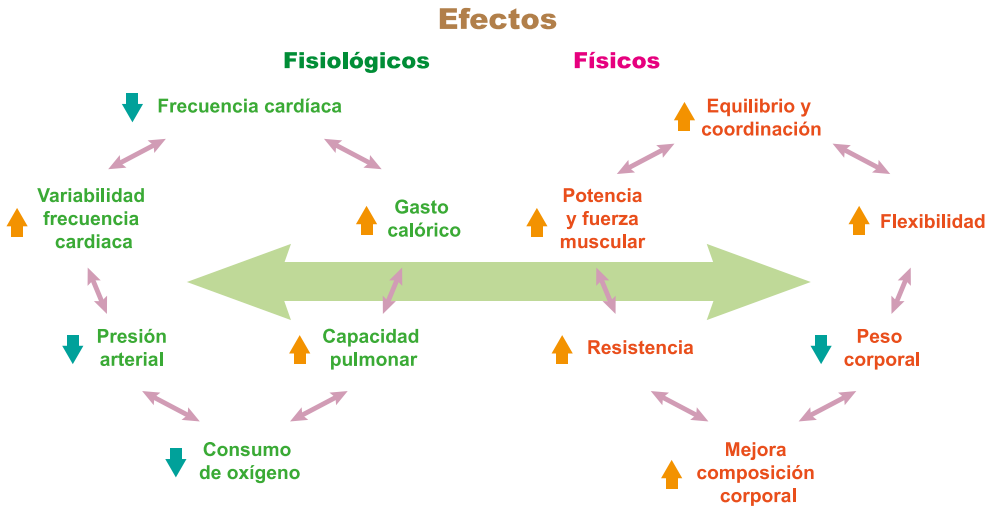 Efectos
Fisiológicos
Físicos
Frecuencia cardíaca
Variabilidad
frecuencia
cardiaca
Gasto
calórico
Presión
arterial
Capacidad
pulmonar
Consumo
de oxígeno
Equilibrio y
coordinación
Potencia
y fuerza
muscular
Flexibilidad
Resistencia
Peso
corporal
Mejora
composición
corporal